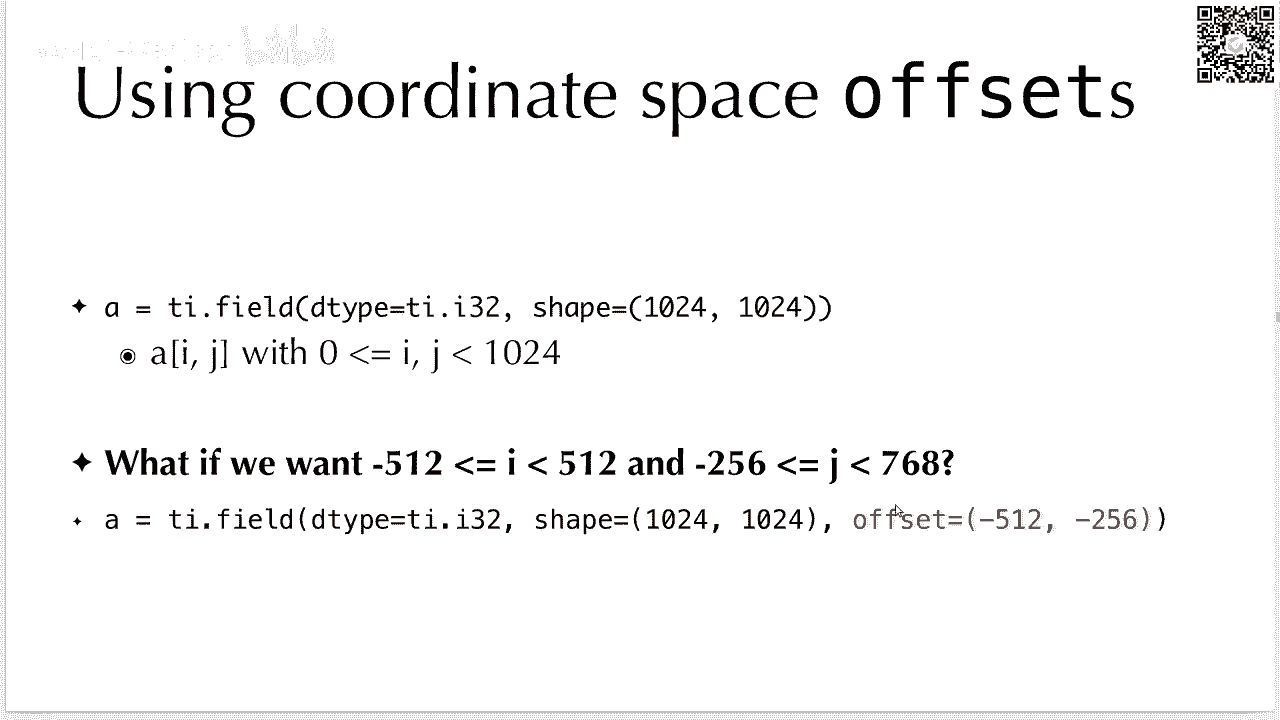 Using coordinate space offsets
a = ti.field(dtype=ti.i32, shape=(1024, 1024))
a[i, j] with 0 <= i, j < 1024
What if we want -512 <= i < 512 and -256 <= j < 768?
a = ti.field(dtype=ti.i32, shape=(1024, 1024), offset=(-512, -256))